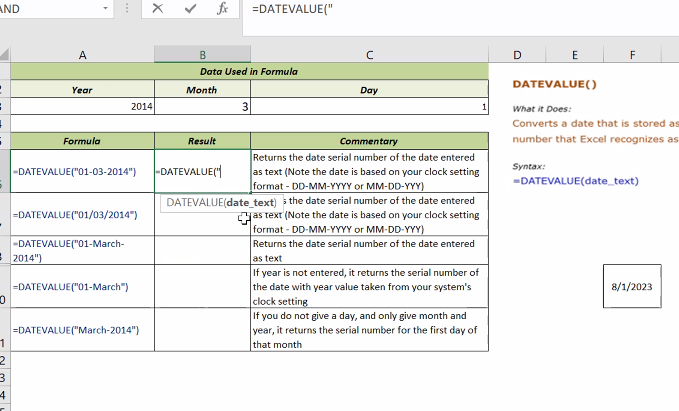 AND
fx
=DATEVALUE("
A B C D E F
Data Used in Formula
Year Month Day
2014 3 1
Formula Result Commentary
=DATEVALUE("01-03-2014") =DATEVALUE(" Returns the date serial number of the date entered
as text (Note the date is based on your clock setting
format - DD-MM-YYYY or MM-DD-YYY)
=DATEVALUE("01/03/2014") DATEVALUE(date_text) s the date serial number of the date entered
as text (Note the date is based on your clock setting
format - DD-MM-YYYY or MM-DD-YYY)
=DATEVALUE("01-March-
2014") Returns the date serial number of the date entered
as text
=DATEVALUE("01-March") If year is not entered, it returns the serial number of
the date with year value taken from your system's
clock setting
=DATEVALUE("March-2014") If you do not give a day, and only give month and
year, it returns the serial number for the first day of
that month
0
1
2
3
4
DATEVALUE()
What it Does:
Converts a date that is stored as
number that Excel recognizes as
Syntax:
=DATEVALUE(date_text)
8/1/2023